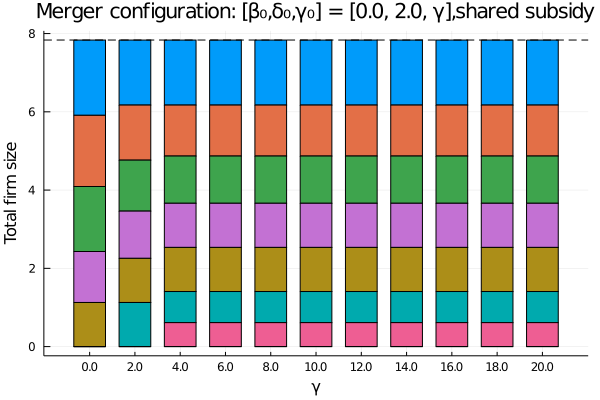 Merger configuration: [β₀,δ₀,γ₀] = [0.0, 2.0, γ],shared subsidy
Total firm size
8
6
4
2
0
0.0 2.0 4.0 6.0 8.0 10.0 12.0 14.0 16.0 18.0 20.0
γ